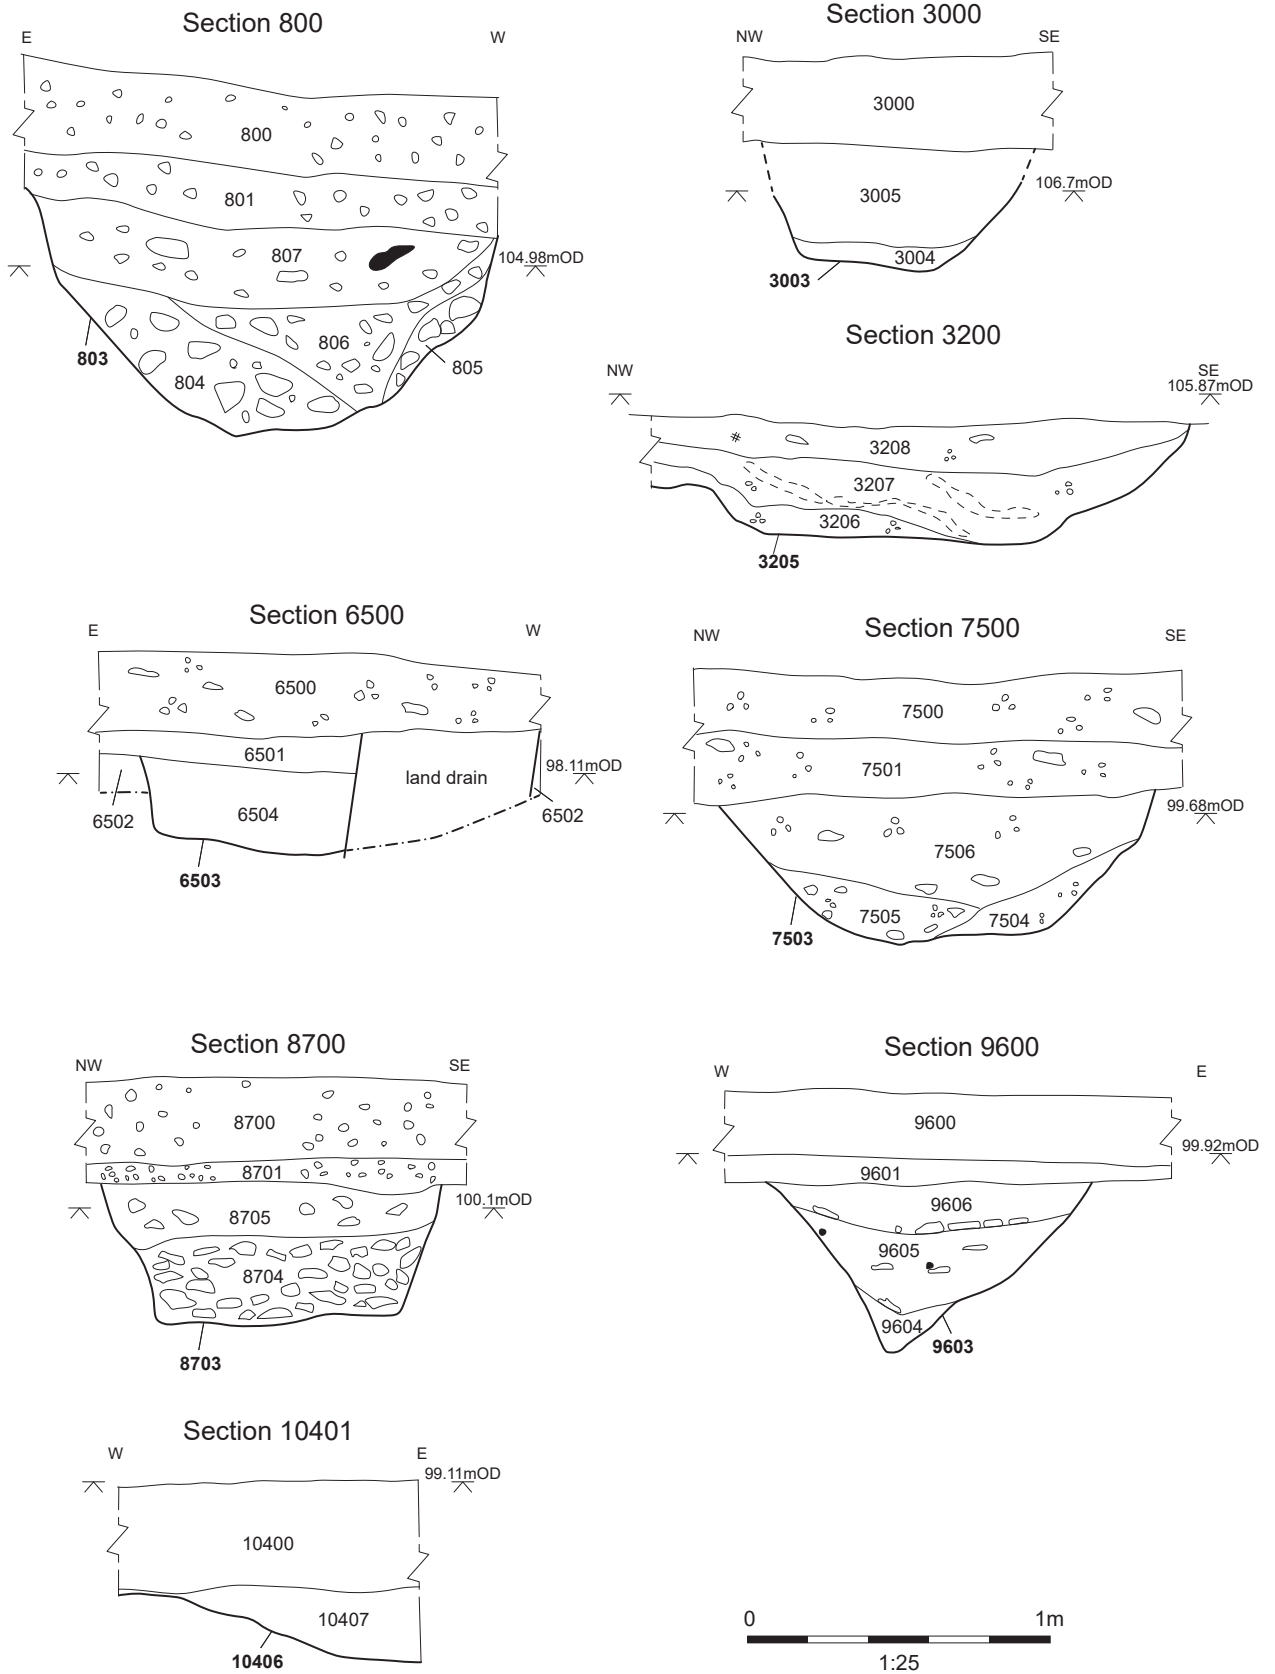 Section 800
E
W
800
801
807
104.98mOD
806
803
804
805
Section 3000
NW
SE
3000
3005
106.7mOD
3004
3003
Section 3200
NW
SE
105.87mOD
3208
3207
3206
3205
Section 6500
E
W
6500
6501
land drain
98.11mOD
6502
6504
6502
6503
Section 7500
NW
SE
7500
7501
99.68mOD
7506
7505
7504
7503
Section 8700
NW
SE
8700
8701
100.1mOD
8705
8704
8703
Section 9600
W
E
9600
99.92mOD
9601
9606
9605
9604
9603
Section 10401
W
E
99.11mOD
10400
10407
10406
0
1m
1:25